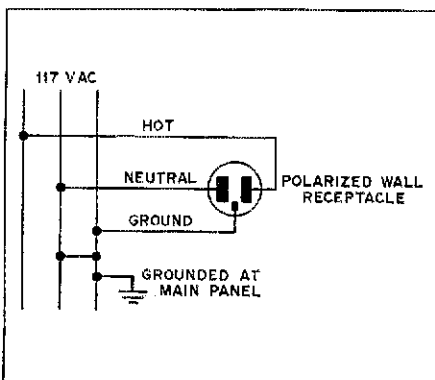 117 VAC
HOT
NEUTRAL
POLARIZED WALL
RECEPTACLE
GROUND
GROUNDED AT
MAIN PANEL